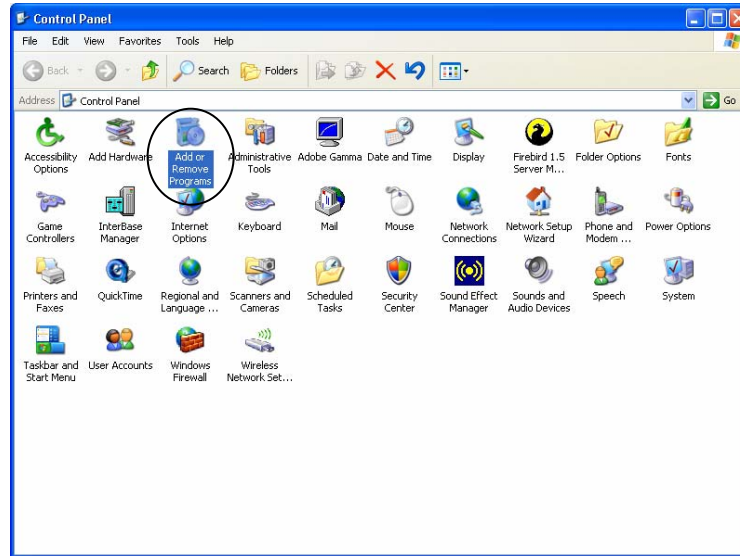 Control Panel
File Edit View Favorites Tools Help
Back Search Folders
Address Control Panel Go
Accessibility Options
Add Hardware
Add or Remove Programs
Administrative Tools
Adobe Gamma
Date and Time
Display
Firebird 1.5 Server M...
Folder Options
Fonts
Game Controllers
InterBase Manager
Internet Options
Keyboard
Mail
Mouse
Network Connections
Network Setup Wizard
Phone and Modem ...
Power Options
Printers and Faxes
QuickTime
Regional and Language ...
Scanners and Cameras
Scheduled Tasks
Security Center
Sound Effect Manager
Sounds and Audio Devices
Speech
System
Taskbar and Start Menu
User Accounts
Windows Firewall
Wireless Network Set...